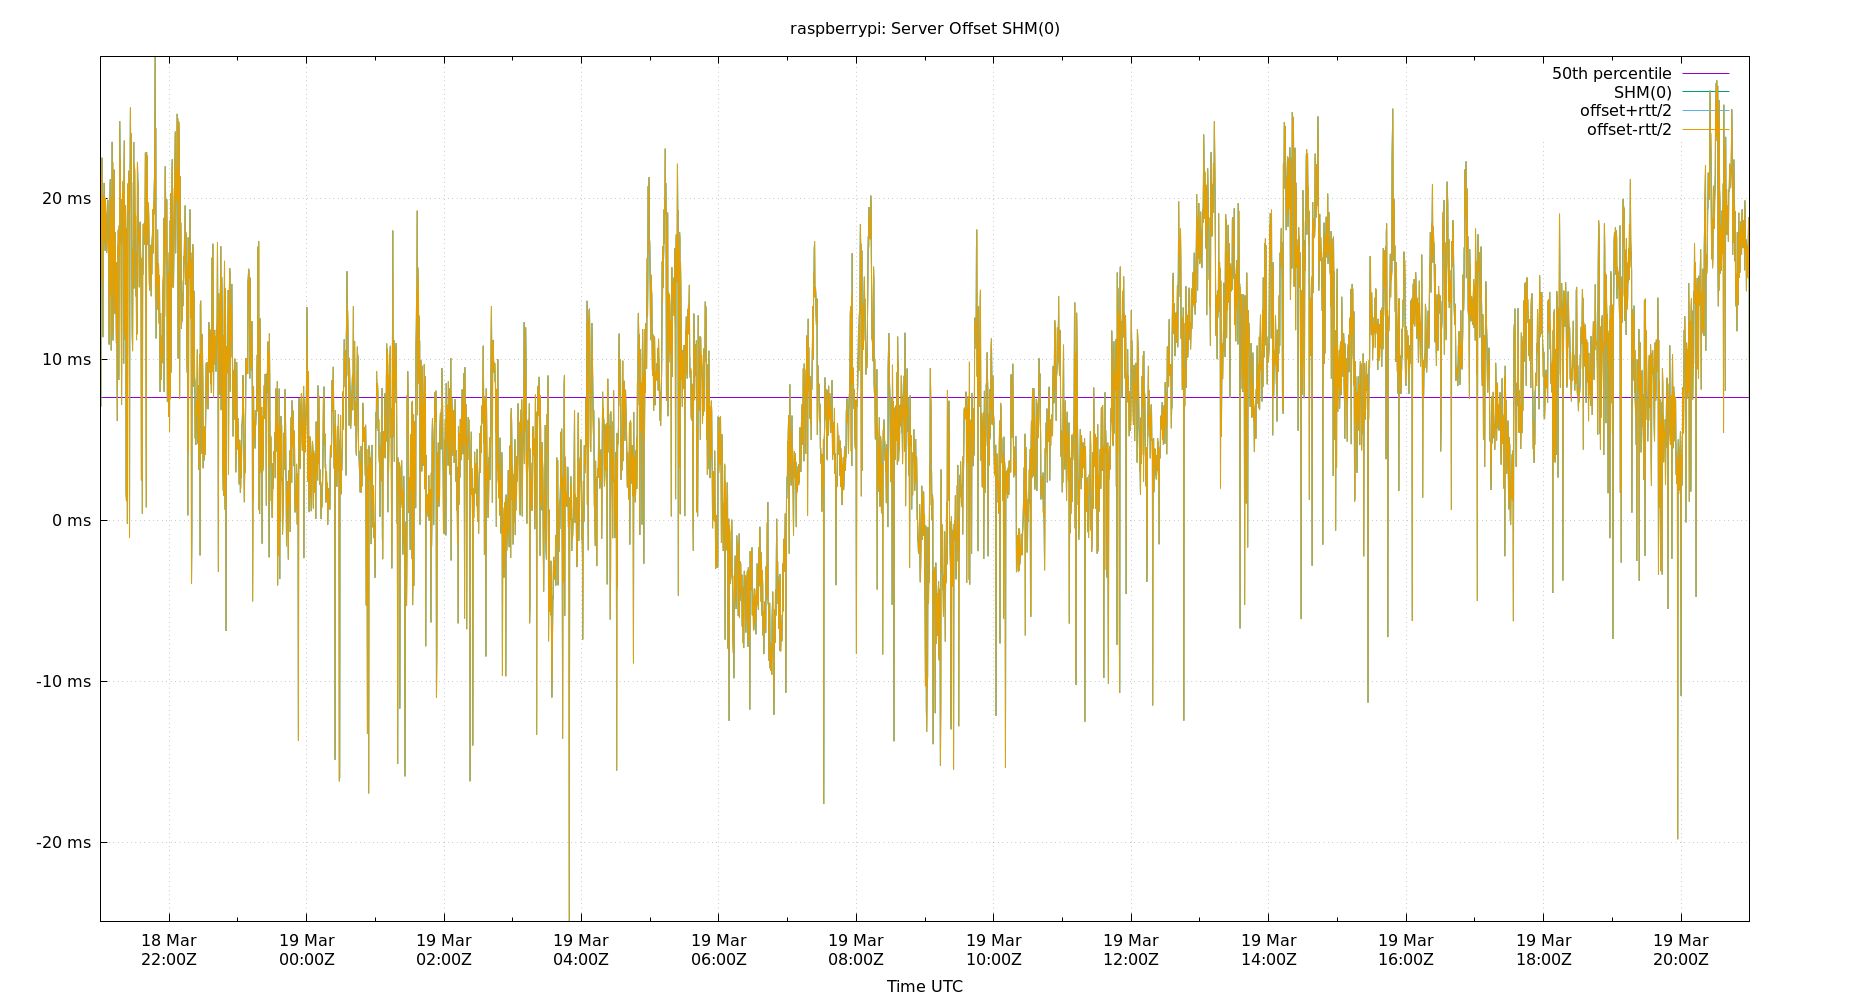 raspberrypi: Server Offset SHM(0)
50th percentile
SHM(0)
offset+rtt/2
offset-rtt/2
20 ms
10 ms
0 ms
-10 ms
-20 ms
18 Mar 19 Mar 19 Mar 19 Mar 19 Mar 19 Mar 19 Mar 19 Mar 19 Mar 19 Mar 19 Mar 19 Mar
22:00Z 00:00Z 02:00Z 04:00Z 06:00Z 08:00Z 10:00Z 12:00Z 14:00Z 16:00Z 18:00Z 20:00Z
Time UTC